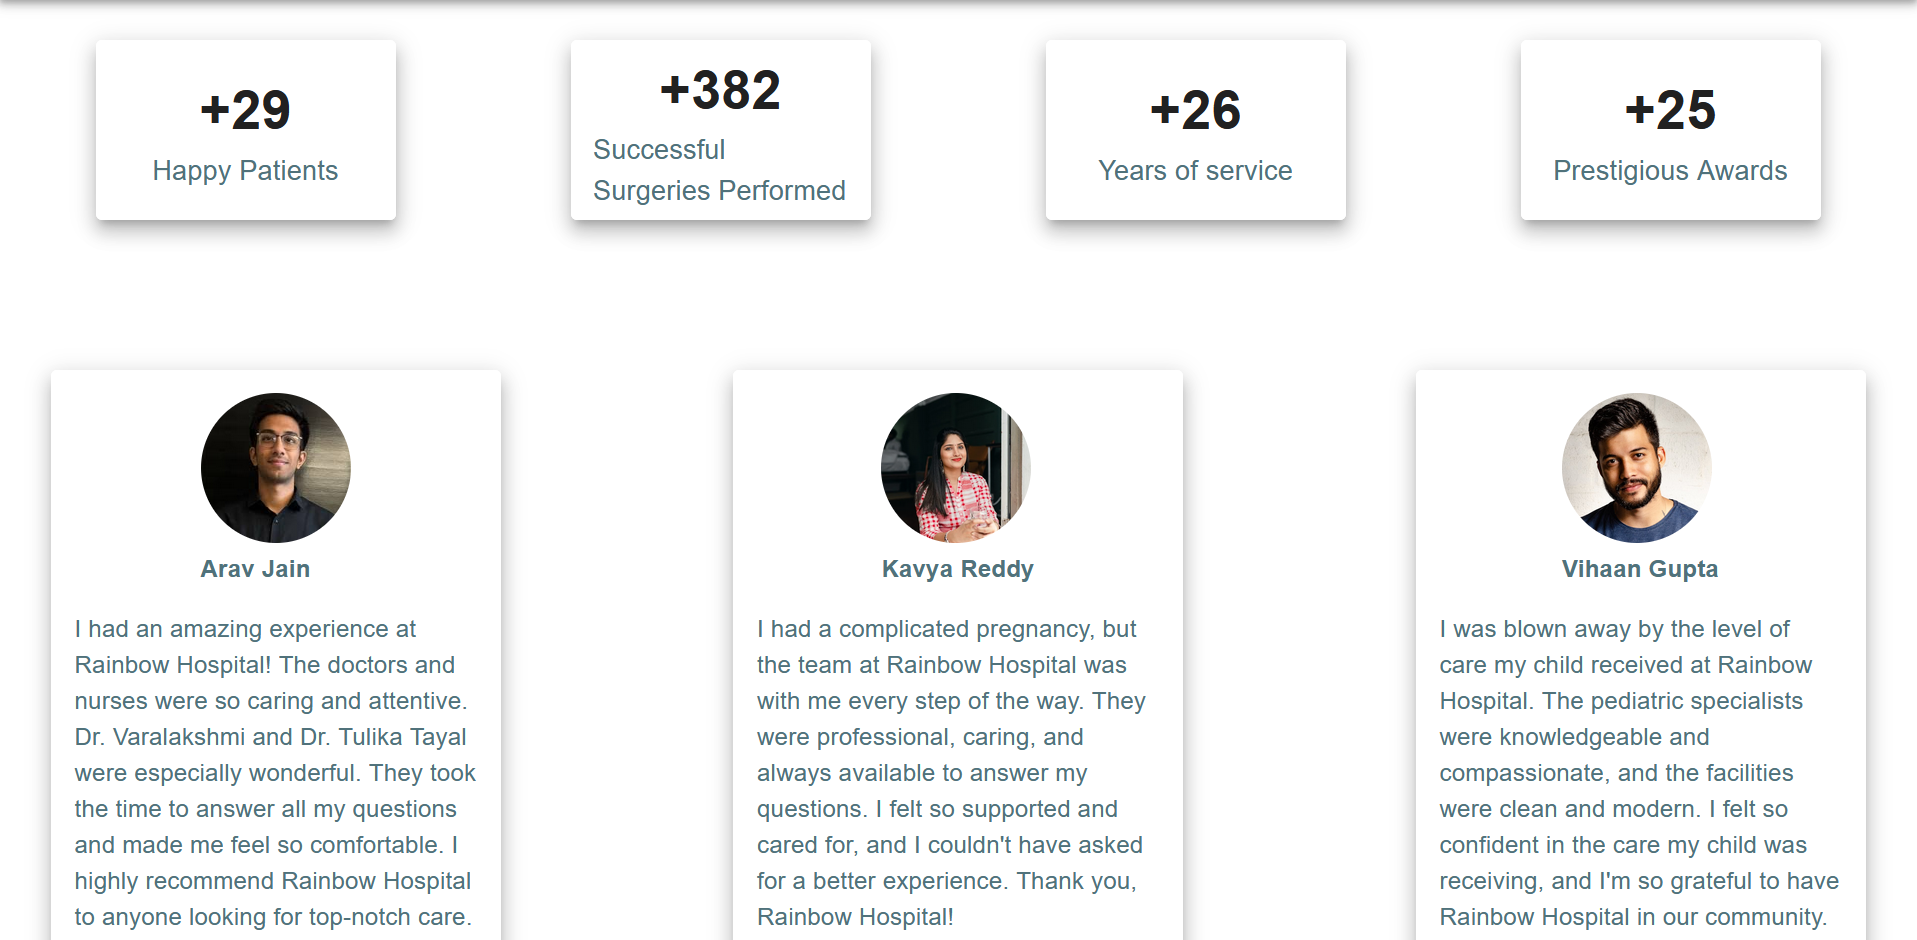 +29
Happy Patients
+382
Successful
Surgeries Performed
+26
Years of service
+25
Prestigious Awards
Arav Jain
I had an amazing experience at
Rainbow Hospital! The doctors and
nurses were so caring and attentive.
Dr. Varalakshmi and Dr. Tulika Tayal
were especially wonderful. They took
the time to answer all my questions
and made me feel so comfortable. I
highly recommend Rainbow Hospital
to anyone looking for top-notch care.
Kavya Reddy
I had a complicated pregnancy, but
the team at Rainbow Hospital was
with me every step of the way. They
were professional, caring, and
always available to answer my
questions. I felt so supported and
cared for, and I couldn't have asked
for a better experience. Thank you,
Rainbow Hospital!
Vihaan Gupta
I was blown away by the level of
care my child received at Rainbow
Hospital. The pediatric specialists
were knowledgeable and
compassionate, and the facilities
were clean and modern. I felt so
confident in the care my child was
receiving, and I'm so grateful to have
Rainbow Hospital in our community.